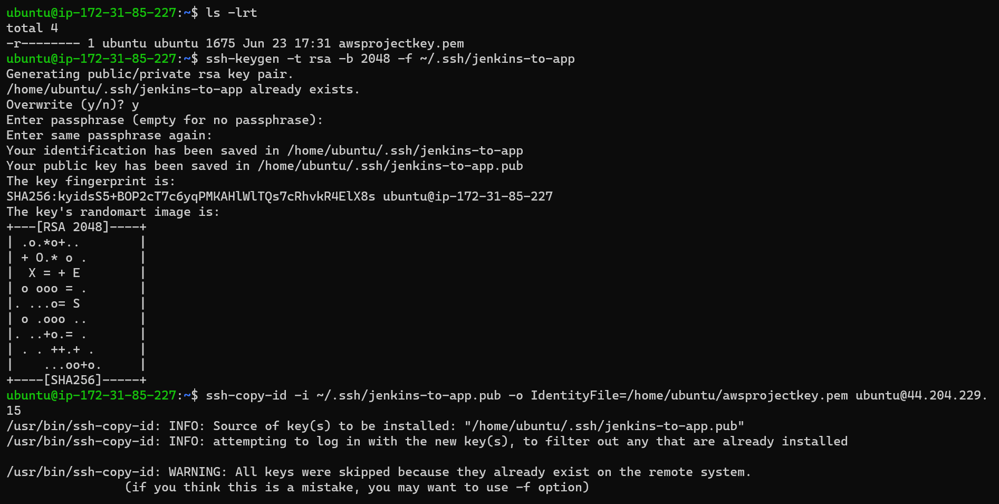 ubuntu@ip-172-31-85-227:~$ ls -lrt
total 4
-r-------- 1 ubuntu ubuntu 1675 Jun 23 17:31 awsprojectkey.pem
ubuntu@ip-172-31-85-227:~$ ssh-keygen -t rsa -b 2048 -f ~/.ssh/jenkins-to-app
Generating public/private rsa key pair.
/home/ubuntu/.ssh/jenkins-to-app already exists.
Overwrite (y/n)? y
Enter passphrase (empty for no passphrase):
Enter same passphrase again:
Your identification has been saved in /home/ubuntu/.ssh/jenkins-to-app
Your public key has been saved in /home/ubuntu/.ssh/jenkins-to-app.pub
The key fingerprint is:
SHA256:kyidsS5+BOP2cT7c6yqPMKAHlWlTQs7cRhvkR4ElX8s ubuntu@ip-172-31-85-227
The key's randomart image is:
+---[RSA 2048]----+
| .o.*o+..        |
| + O.* o .       |
|  X = + E        |
| o ooo = .       |
|. ...o= S        |
| o .ooo ..       |
|. ..+o.= .       |
| . . ++.+ .      |
|    ...oo+o.     |
+----[SHA256]-----+
ubuntu@ip-172-31-85-227:~$ ssh-copy-id -i ~/.ssh/jenkins-to-app.pub -o IdentityFile=/home/ubuntu/awsprojectkey.pem ubuntu@44.204.229.
15
/usr/bin/ssh-copy-id: INFO: Source of key(s) to be installed: "/home/ubuntu/.ssh/jenkins-to-app.pub"
/usr/bin/ssh-copy-id: INFO: attempting to log in with the new key(s), to filter out any that are already installed
/usr/bin/ssh-copy-id: WARNING: All keys were skipped because they already exist on the remote system.
                (if you think this is a mistake, you may want to use -f option)